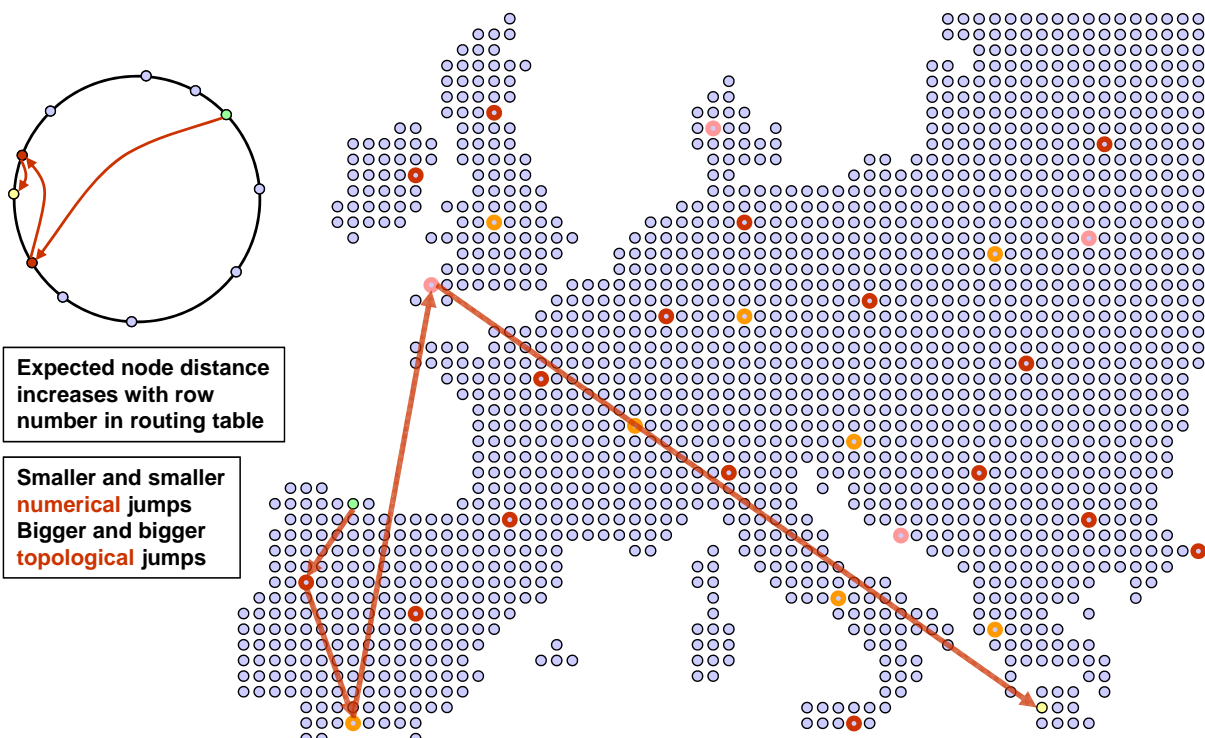 Expected node distance
increases with row
number in routing table
Smaller and smaller
numerical jumps
Bigger and bigger
topological jumps